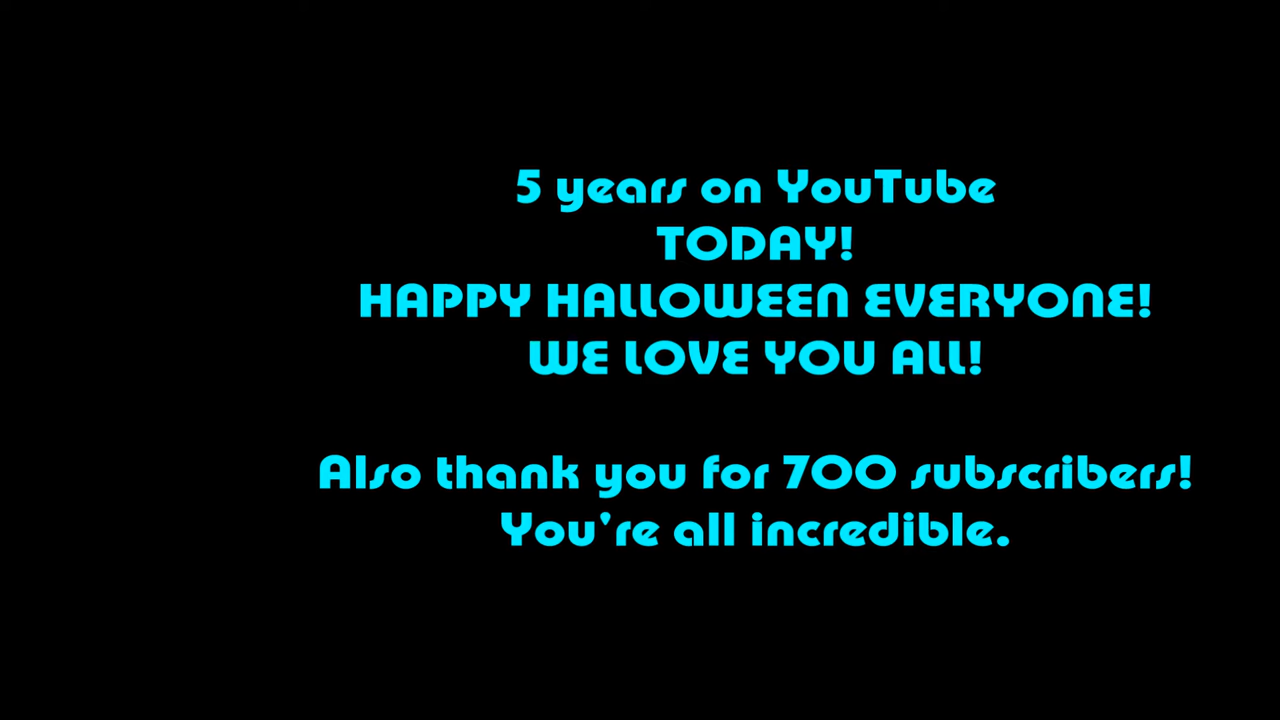 5 years on YouTube
TODAY!
HAPPY HALLOWEEN EVERYONE!
WE LOVE YOU ALL!
Also thank you for 700 subscribers!
You're all incredible.